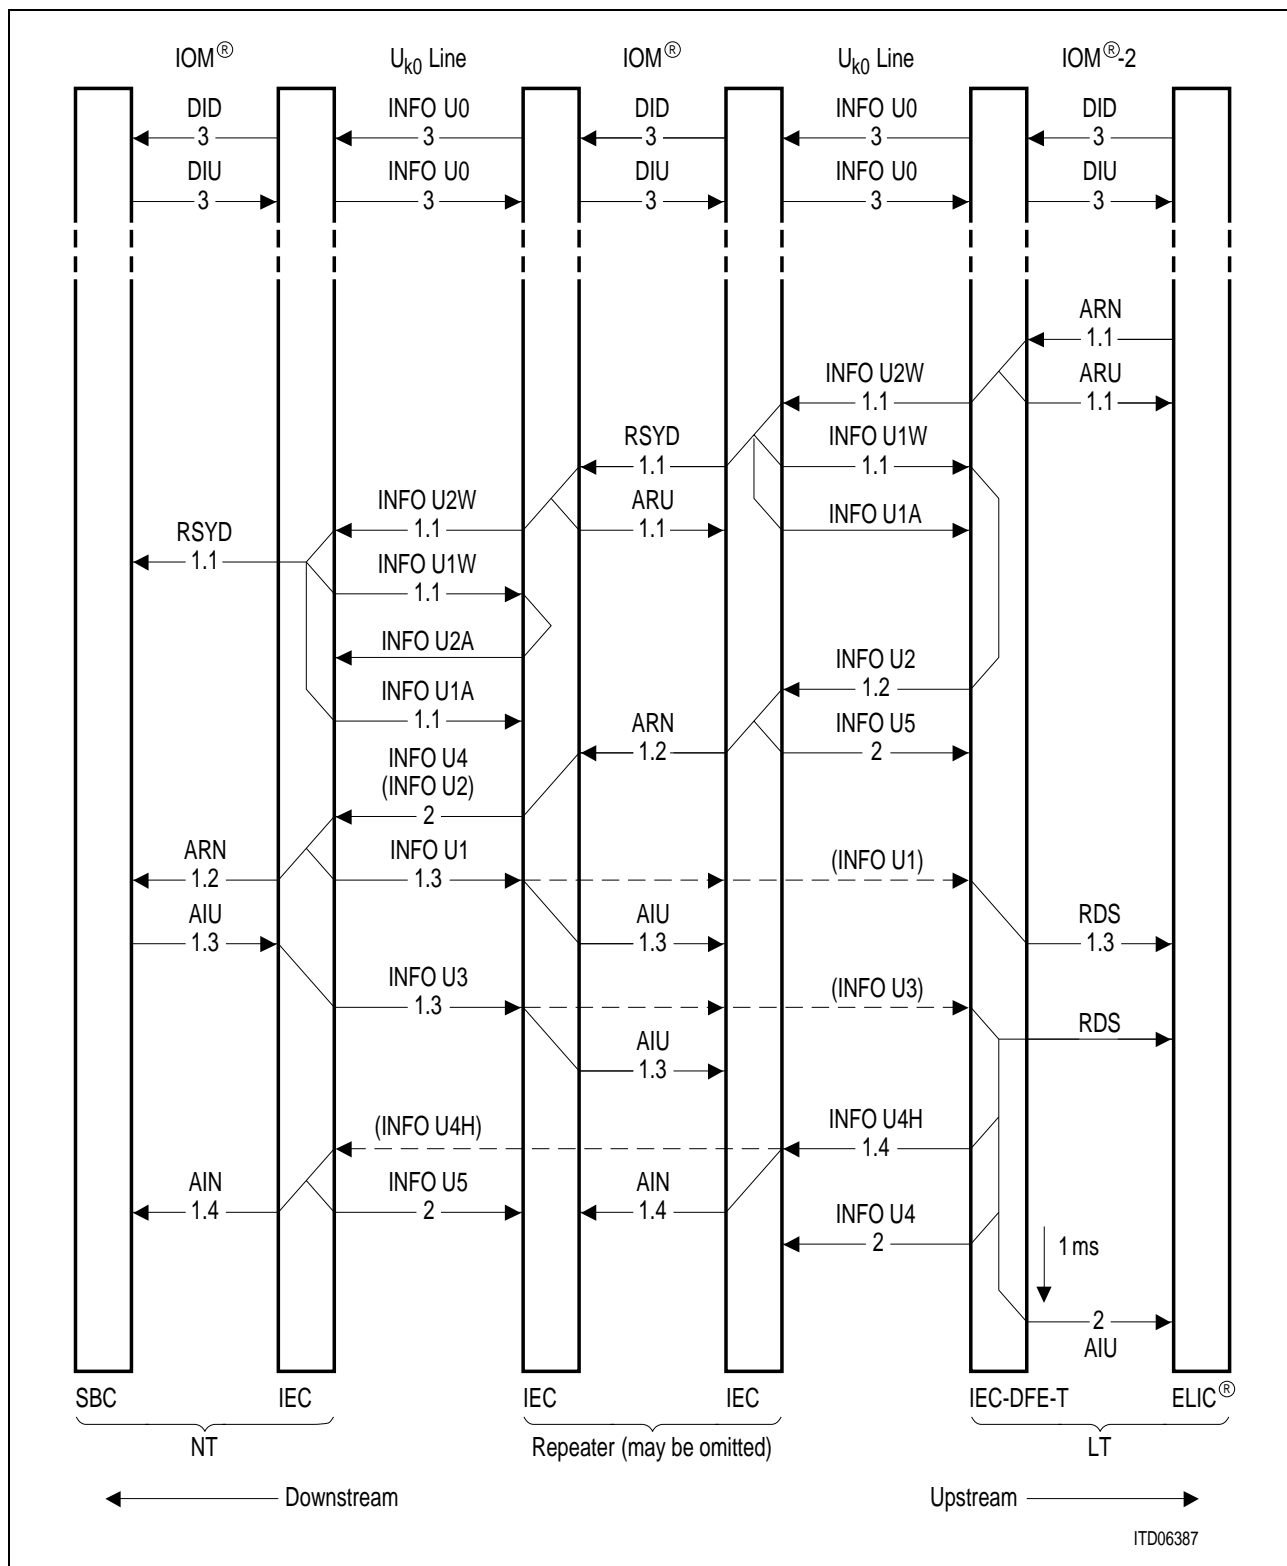 IOM® U_k0 Line IOM® U_k0 Line IOM®-2
DID INFO U0 DID INFO U0 DID
3 3 3 3 3
DIU INFO U0 DIU INFO U0 DIU
3 3 3 3 3
ARN
1.1
INFO U2W ARU
1.1 1.1
RSYD INFO U1W
1.1 1.1
INFO U2W ARU INFO U1A
1.1 1.1
RSYD
1.1
INFO U1W
1.1
INFO U2A
INFO U2
1.2
INFO U1A
1.1
ARN INFO U5
1.2 2
INFO U4
(INFO U2)
2
ARN INFO U1 (INFO U1)
1.2 1.3
AIU AIU RDS
1.3 1.3 1.3
INFO U3 (INFO U3)
1.3
RDS
AIU
1.3
(INFO U4H) INFO U4H
1.4
AIN INFO U5 AIN
1.4 2 1.4
INFO U4
2
1 ms
2
AIU
SBC IEC IEC IEC IEC-DFE-T ELIC®
NT Repeater (may be omitted) LT
Downstream Upstream
ITD06387